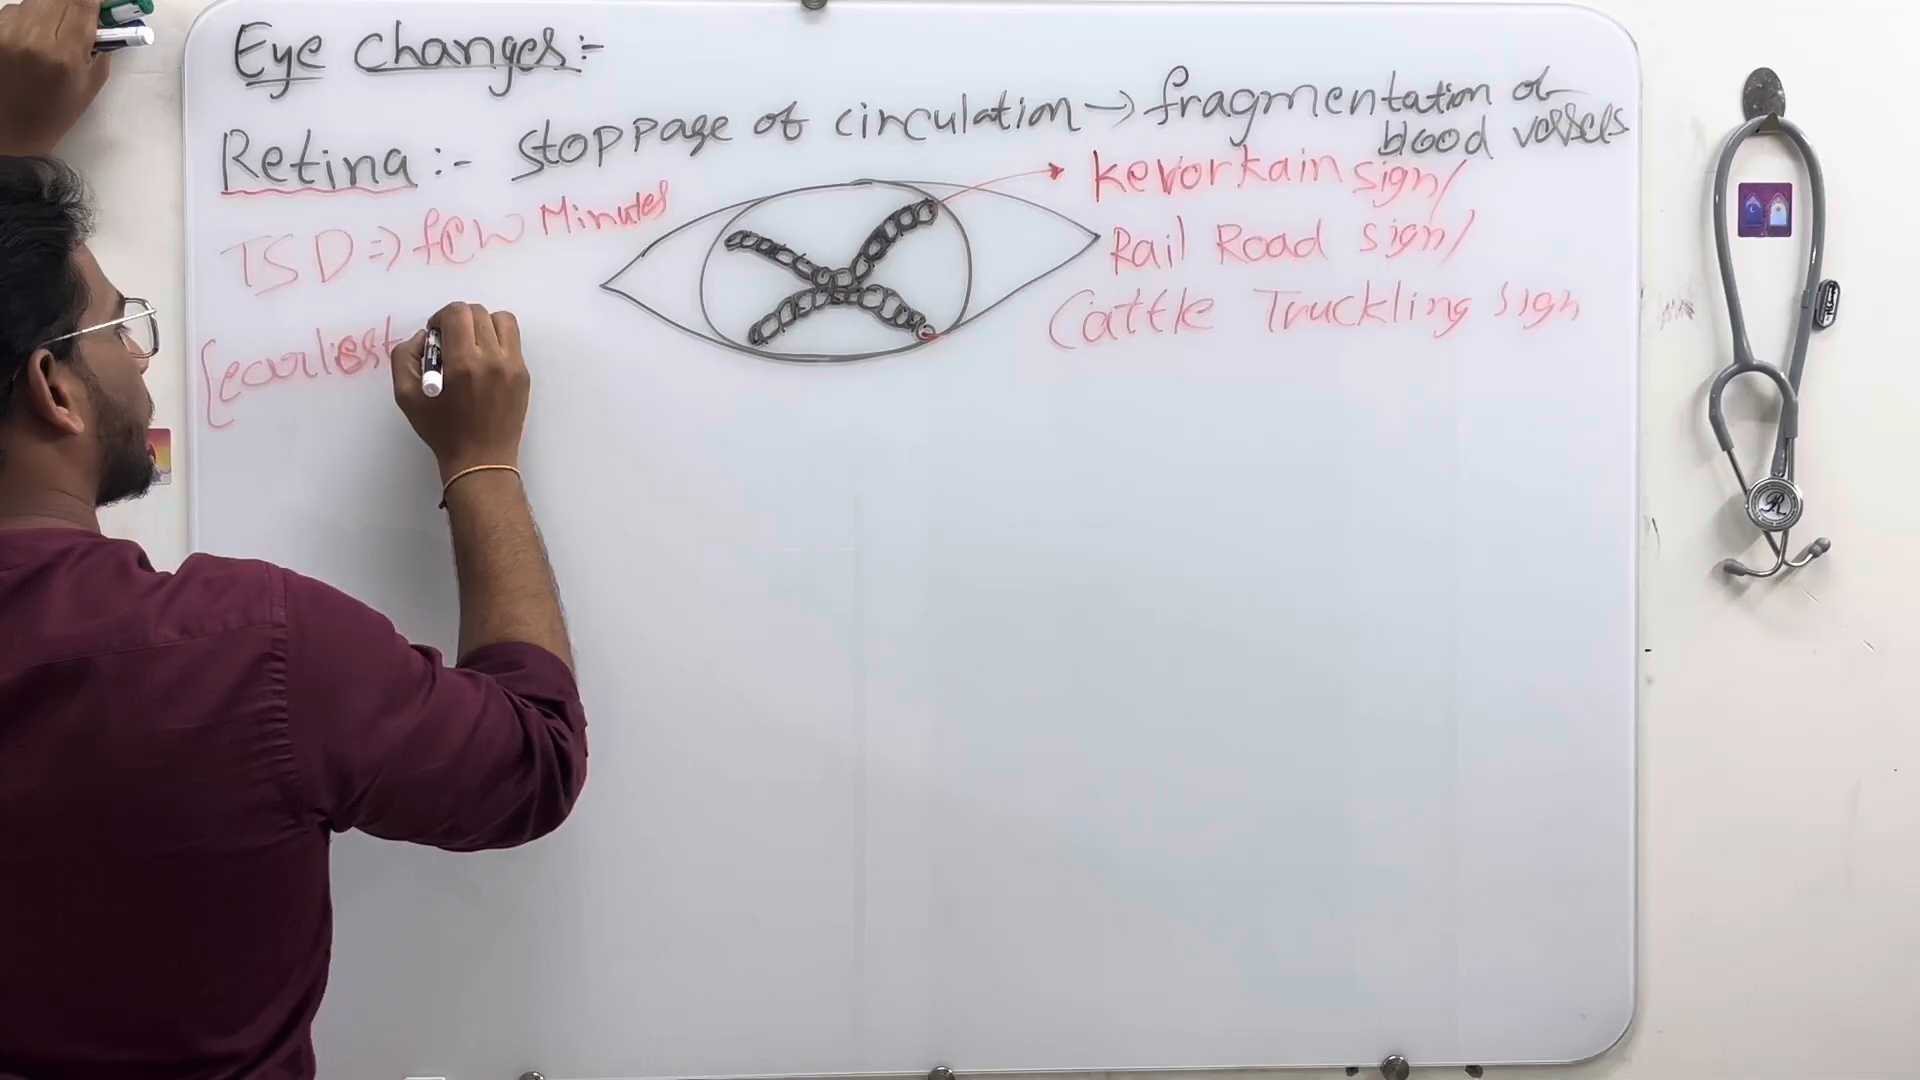 Eye Changes:-
Retina:- Stoppage of circulation → fragmentation of blood vessels
TSD ⇒ few Minutes
[earliest
kevorkain sign/
Rail Road sign/
Cattle Truckling sign